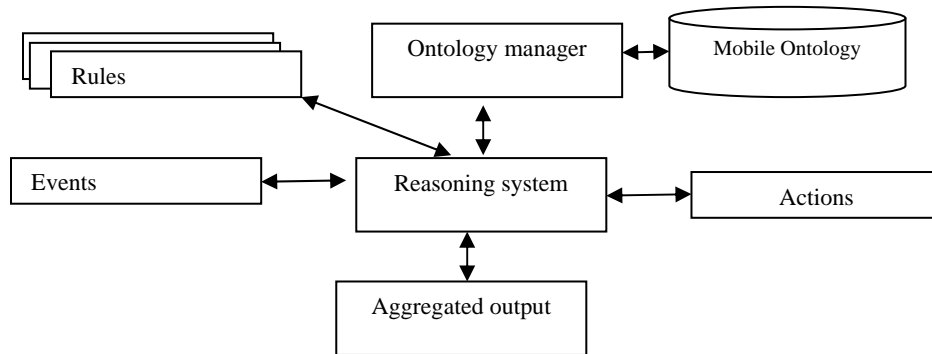 Ontology manager
Mobile Ontology
Rules
Events
Reasoning system
Actions
Aggregated output